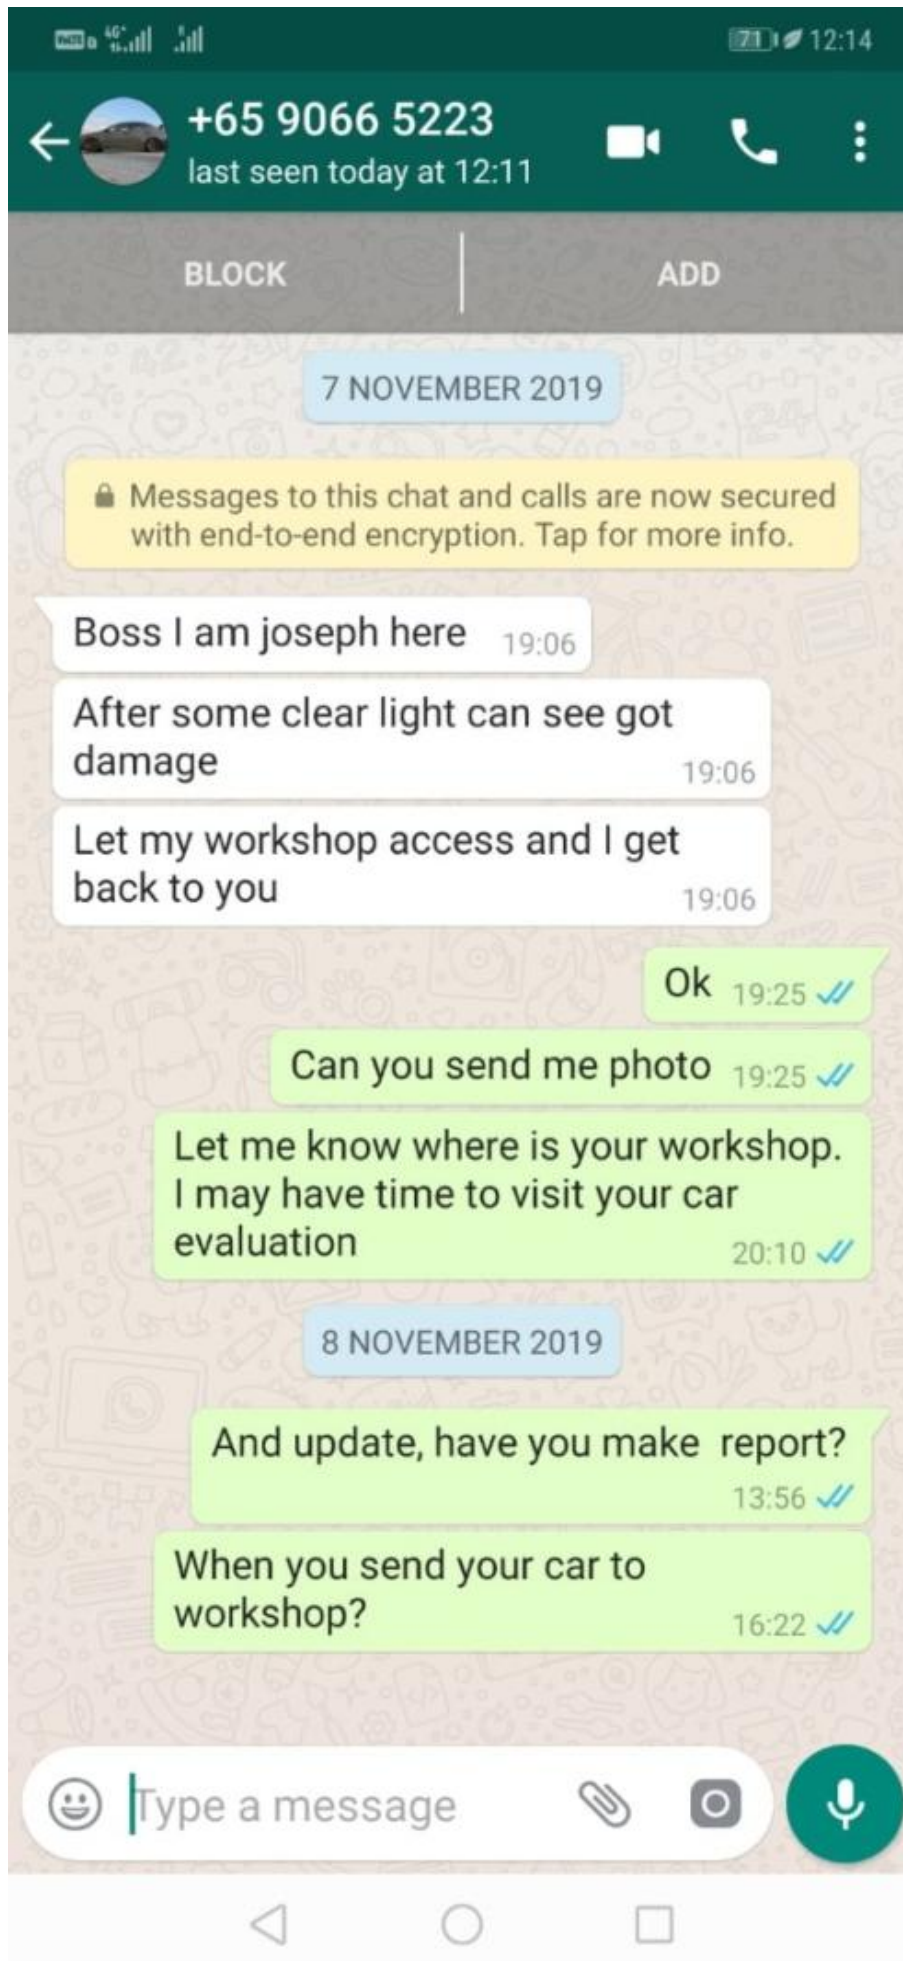 4G+
71 12:14
+65 9066 5223
last seen today at 12:11
BLOCK
ADD
7 NOVEMBER 2019
Messages to this chat and calls are now secured
with end-to-end encryption. Tap for more info.
Boss I am joseph here 19:06
After some clear light can see got
damage 19:06
Let my workshop access and I get
back to you 19:06
Ok 19:25
Can you send me photo 19:25
Let me know where is your workshop.
I may have time to visit your car
evaluation 20:10
8 NOVEMBER 2019
And update, have you make  report?
13:56
When you send your car to
workshop? 16:22
Type a message